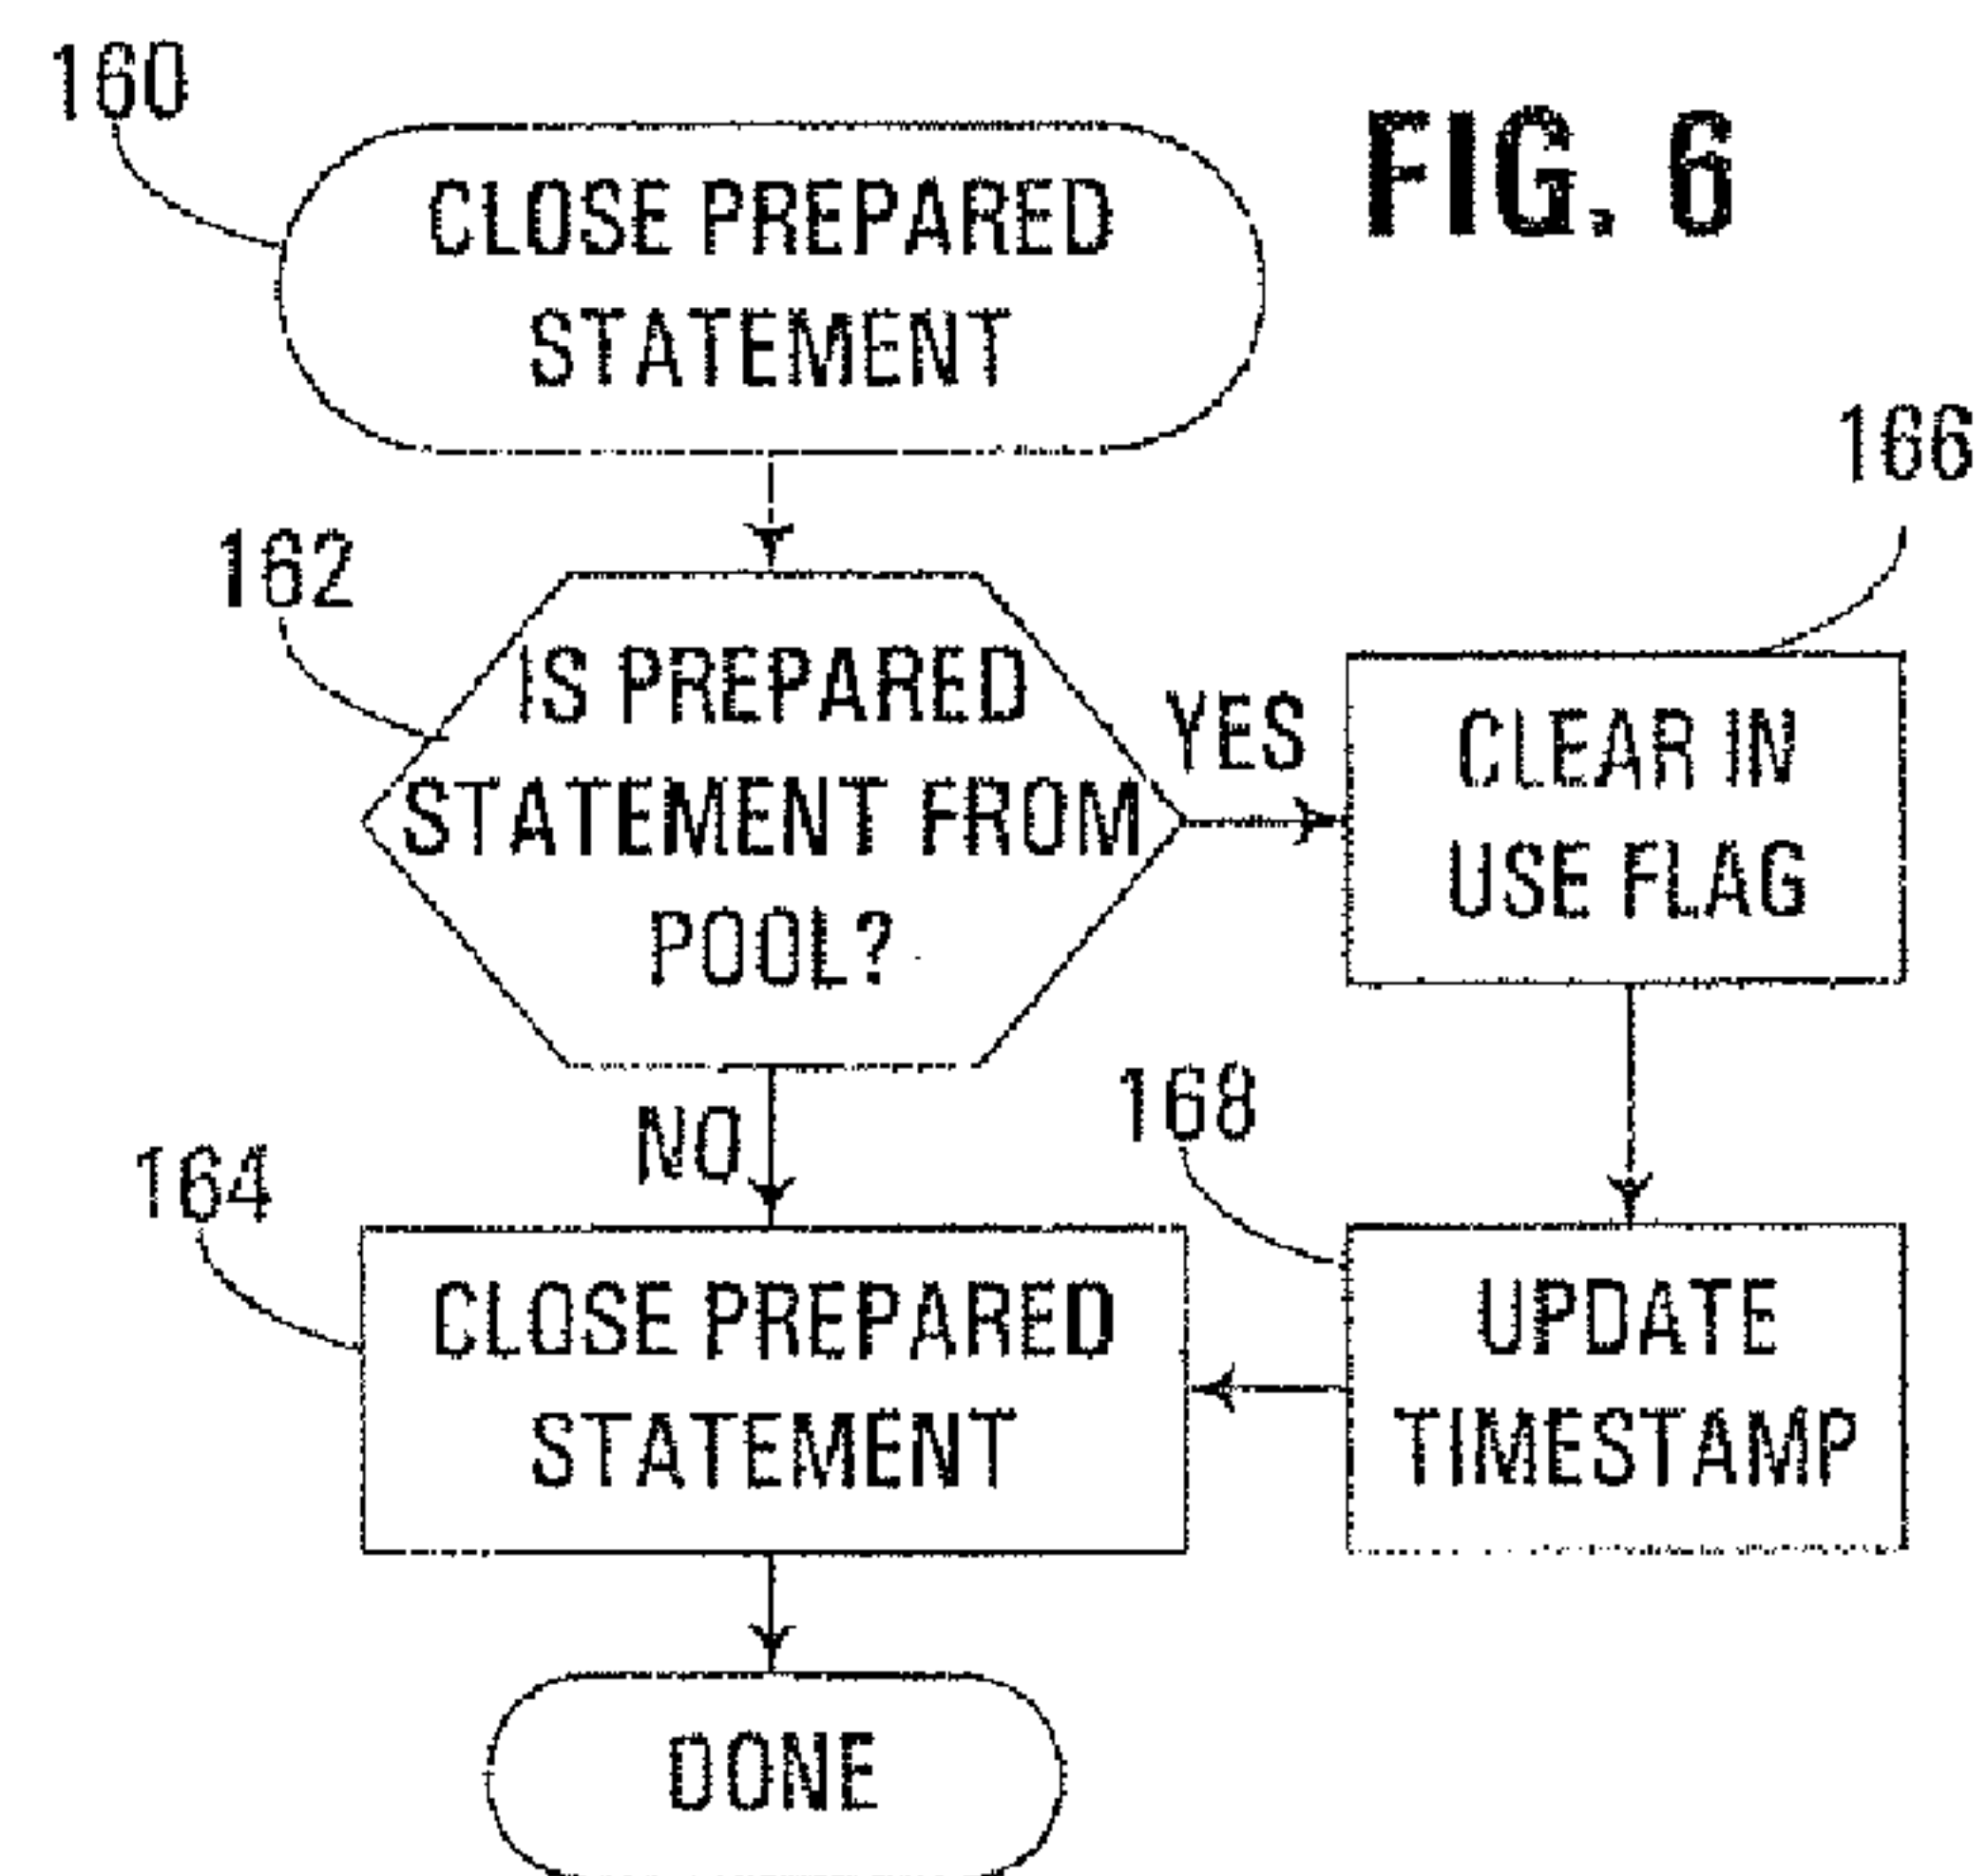 160
FIG. 6
CLOSE PREPARED
STATEMENT
166
162
IS PREPARED
STATEMENT FROM
POOL?
YES
CLEAR IN
USE FLAG
168
NO
164
CLOSE PREPARED
STATEMENT
UPDATE
TIMESTAMP
DONE